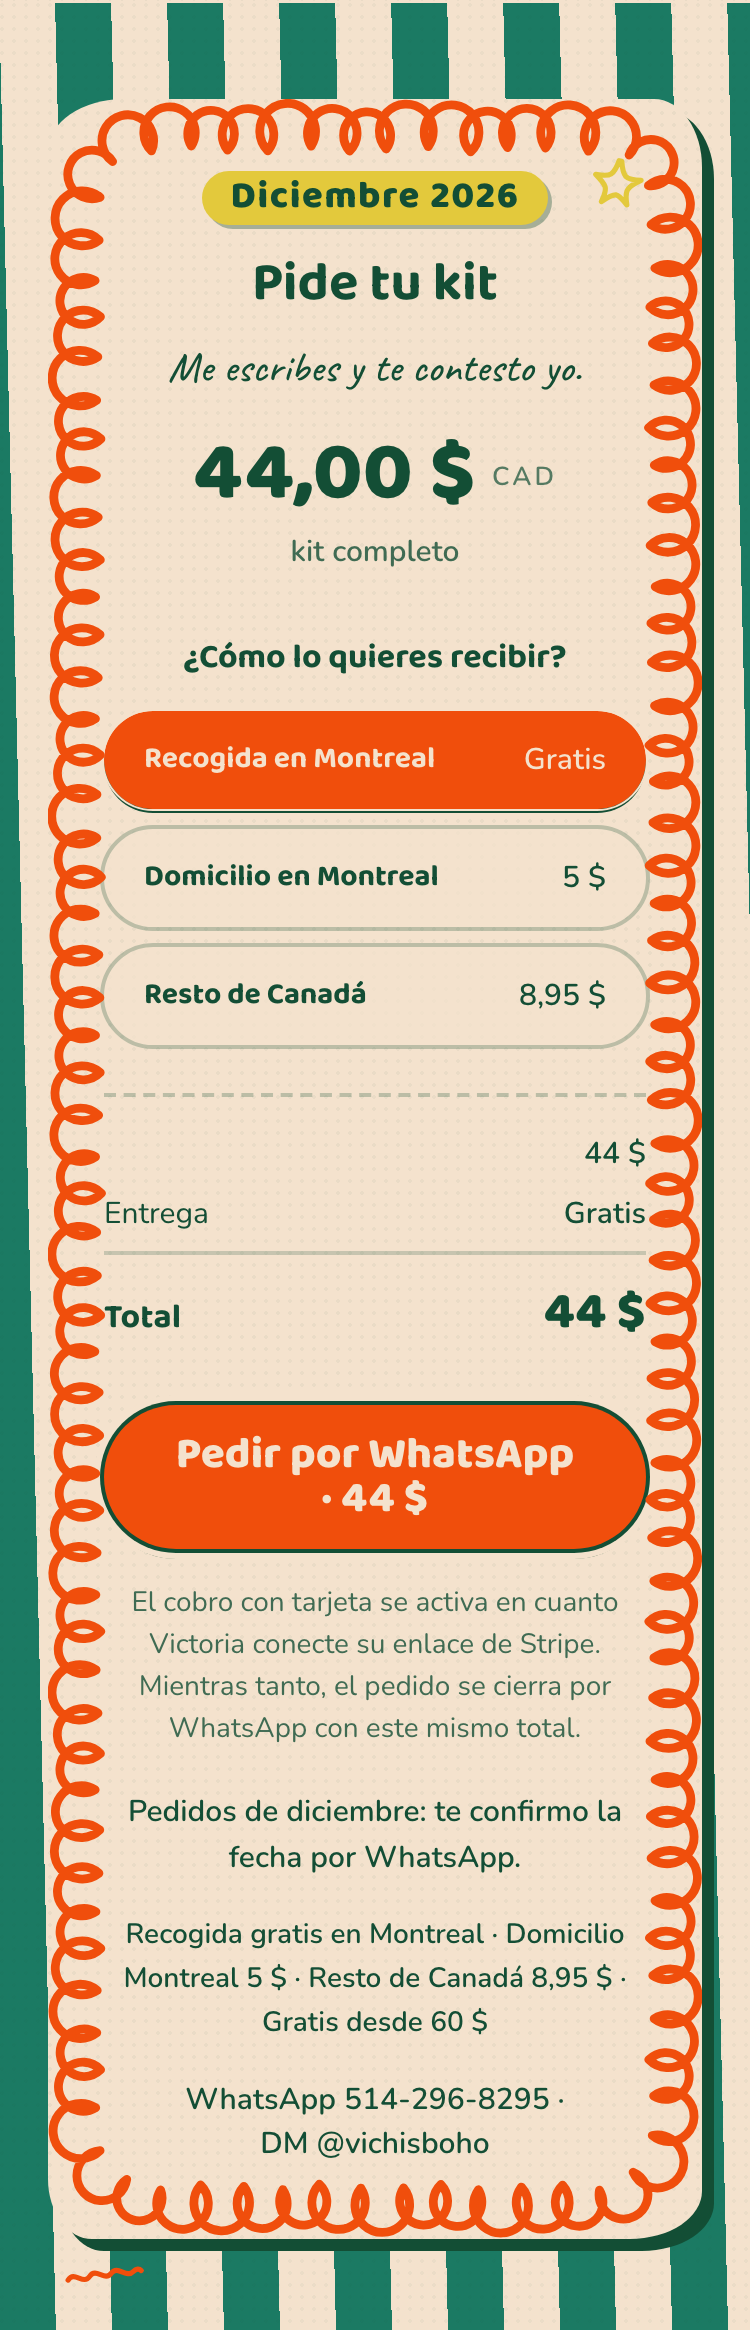 Diciembre 2026
Pide tu kit
Me escribes y te contesto yo.
44,00 $ CAD
kit completo
¿Cómo lo quieres recibir?
Recogida en Montreal Gratis
Domicilio en Montreal 5 $
Resto de Canadá 8,95 $
44 $
Entrega Gratis
Total 44 $
Pedir por WhatsApp
· 44 $
El cobro con tarjeta se activa en cuanto
Victoria conecte su enlace de Stripe.
Mientras tanto, el pedido se cierra por
WhatsApp con este mismo total.
Pedidos de diciembre: te confirmo la
fecha por WhatsApp.
Recogida gratis en Montreal · Domicilio
Montreal 5 $ · Resto de Canadá 8,95 $ ·
Gratis desde 60 $
WhatsApp 514-296-8295 ·
DM @vichisboho